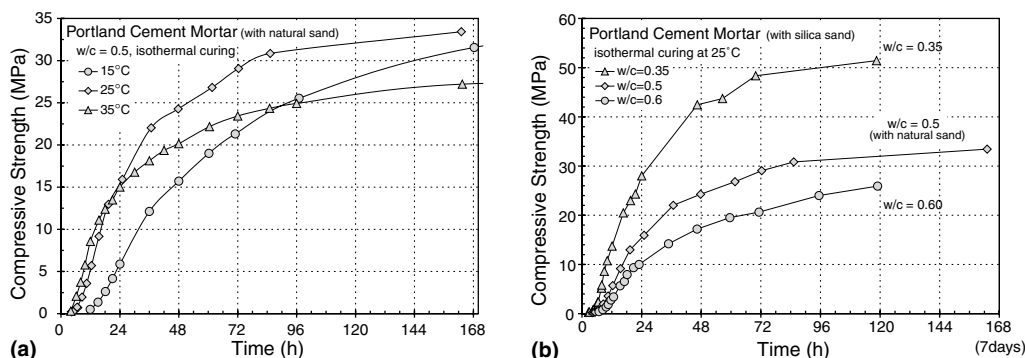 Portland Cement Mortar (with natural sand)
w/c = 0.5, isothermal curing
15°C
25°C
35°C
Compressive Strength (MPa)
35
30
25
20
15
10
5
0
0 24 48 72 96 120 144 168
Time (h)
(a)
Portland Cement Mortar (with silica sand)
isothermal curing at 25°C
w/c=0.35
w/c=0.5
w/c=0.6
w/c = 0.35
w/c = 0.5
(with natural sand)
w/c = 0.60
Compressive Strength (MPa)
60
50
40
30
20
10
0
0 24 48 72 96 120 144 168
Time (h)
(7days)
(b)